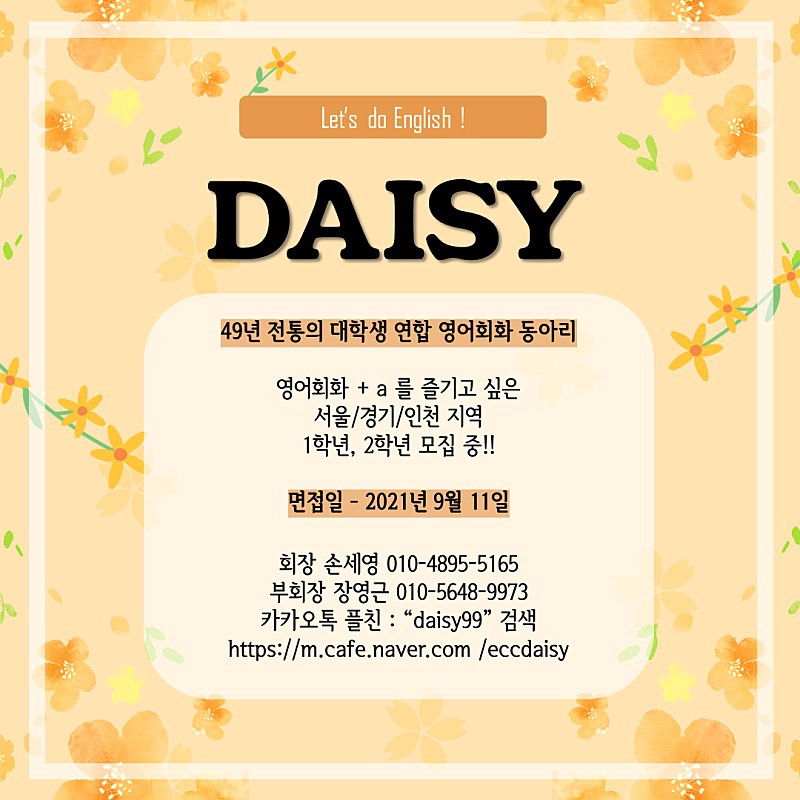 Let's do English !
DAISY
49년 전통의 대학생 연합 영어회화 동아리
영어회화 + a 를 즐기고 싶은
서울/경기/인천 지역
1학년, 2학년 모집 중!!
면접일 - 2021년 9월 11일
회장 손세영 010-4895-5165
부회장 장영근 010-5648-9973
카카오톡 플친 : “daisy99” 검색
https://m.cafe.naver.com /eccdaisy